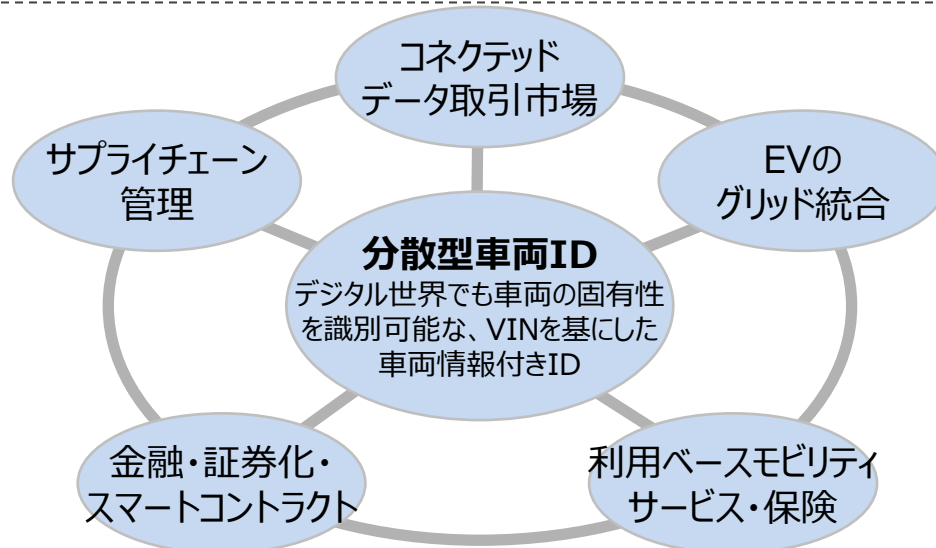 コネクテッド
データ取引市場
サプライチェーン
管理
EVの
グリッド統合
分散型車両ID
デジタル世界でも車両の固有性
を識別可能な、VINを基にした
車両情報付きID
金融・証券化・
スマートコントラクト
利用ベースモビリティ
サービス・保険